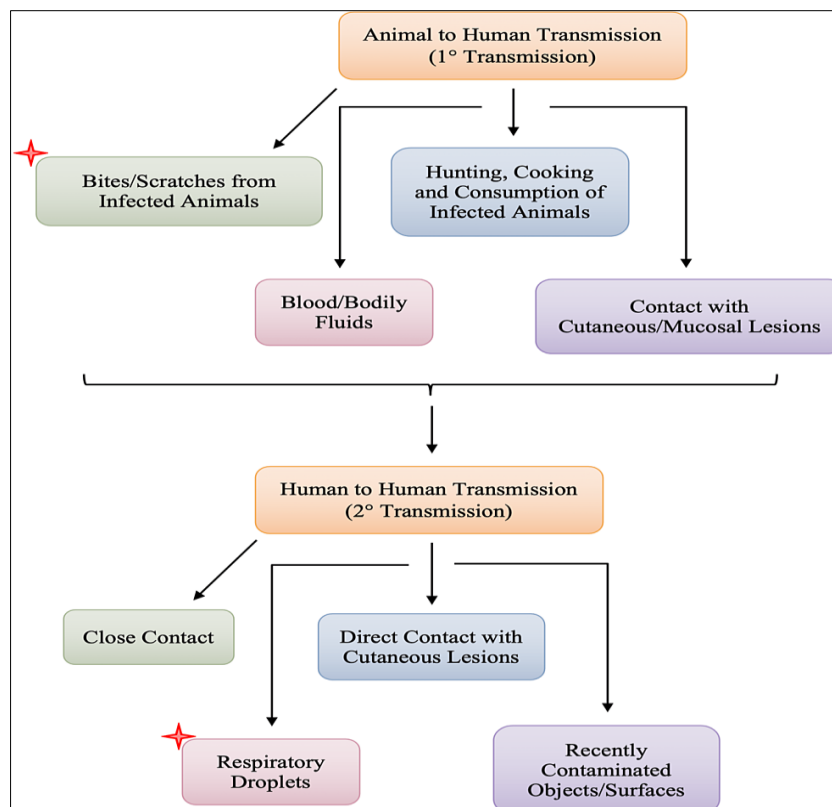 Animal to Human Transmission
(1° Transmission)
Bites/Scratches from
Infected Animals
Hunting, Cooking
and Consumption of
Infected Animals
Blood/Bodily
Fluids
Contact with
Cutaneous/Mucosal Lesions
Human to Human Transmission
(2° Transmission)
Close Contact
Direct Contact with
Cutaneous Lesions
Respiratory
Droplets
Recently
Contaminated
Objects/Surfaces